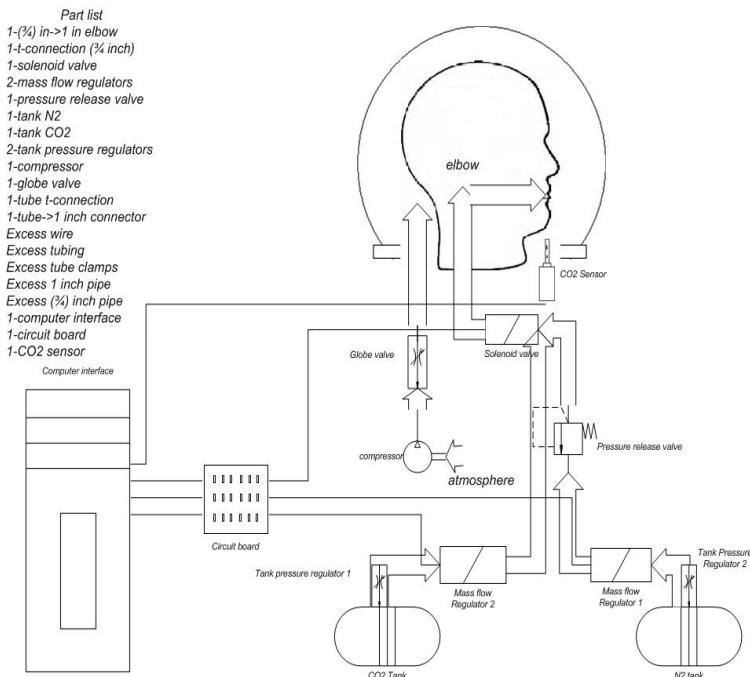 Part list
1-(¾) in->1 in elbow
1-t-connection (¾ inch)
1-solenoid valve
2-mass flow regulators
1-pressure release valve
1-tank N2
1-tank CO2
2-tank pressure regulators
1-compressor
1-globe valve
1-tube t-connection
1-tube->1 inch connector
Excess wire
Excess tubing
Excess tube clamps
Excess 1 inch pipe
Excess (¾) inch pipe
1-computer interface
1-circuit board
1-CO2 sensor
Computer interface
elbow
CO2 Sensor
Globe valve
Solenoid valve
Pressure release valve
compressor
atmosphere
Circuit board
Tank pressure regulator 1
Mass flow
Regulator 2
Mass flow
Regulator 1
Tank Pressure
Regulator 2
CO2 Tank
N2 tank